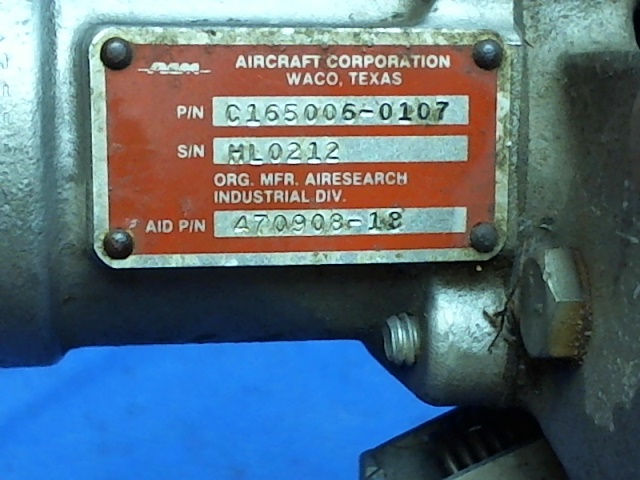 AIRCRAFT CORPORATION
WACO, TEXAS
P/N C165006-0107
S/N HL0212
ORG. MFR. AIRESEARCH
INDUSTRIAL DIV.
AID P/N 470908-18